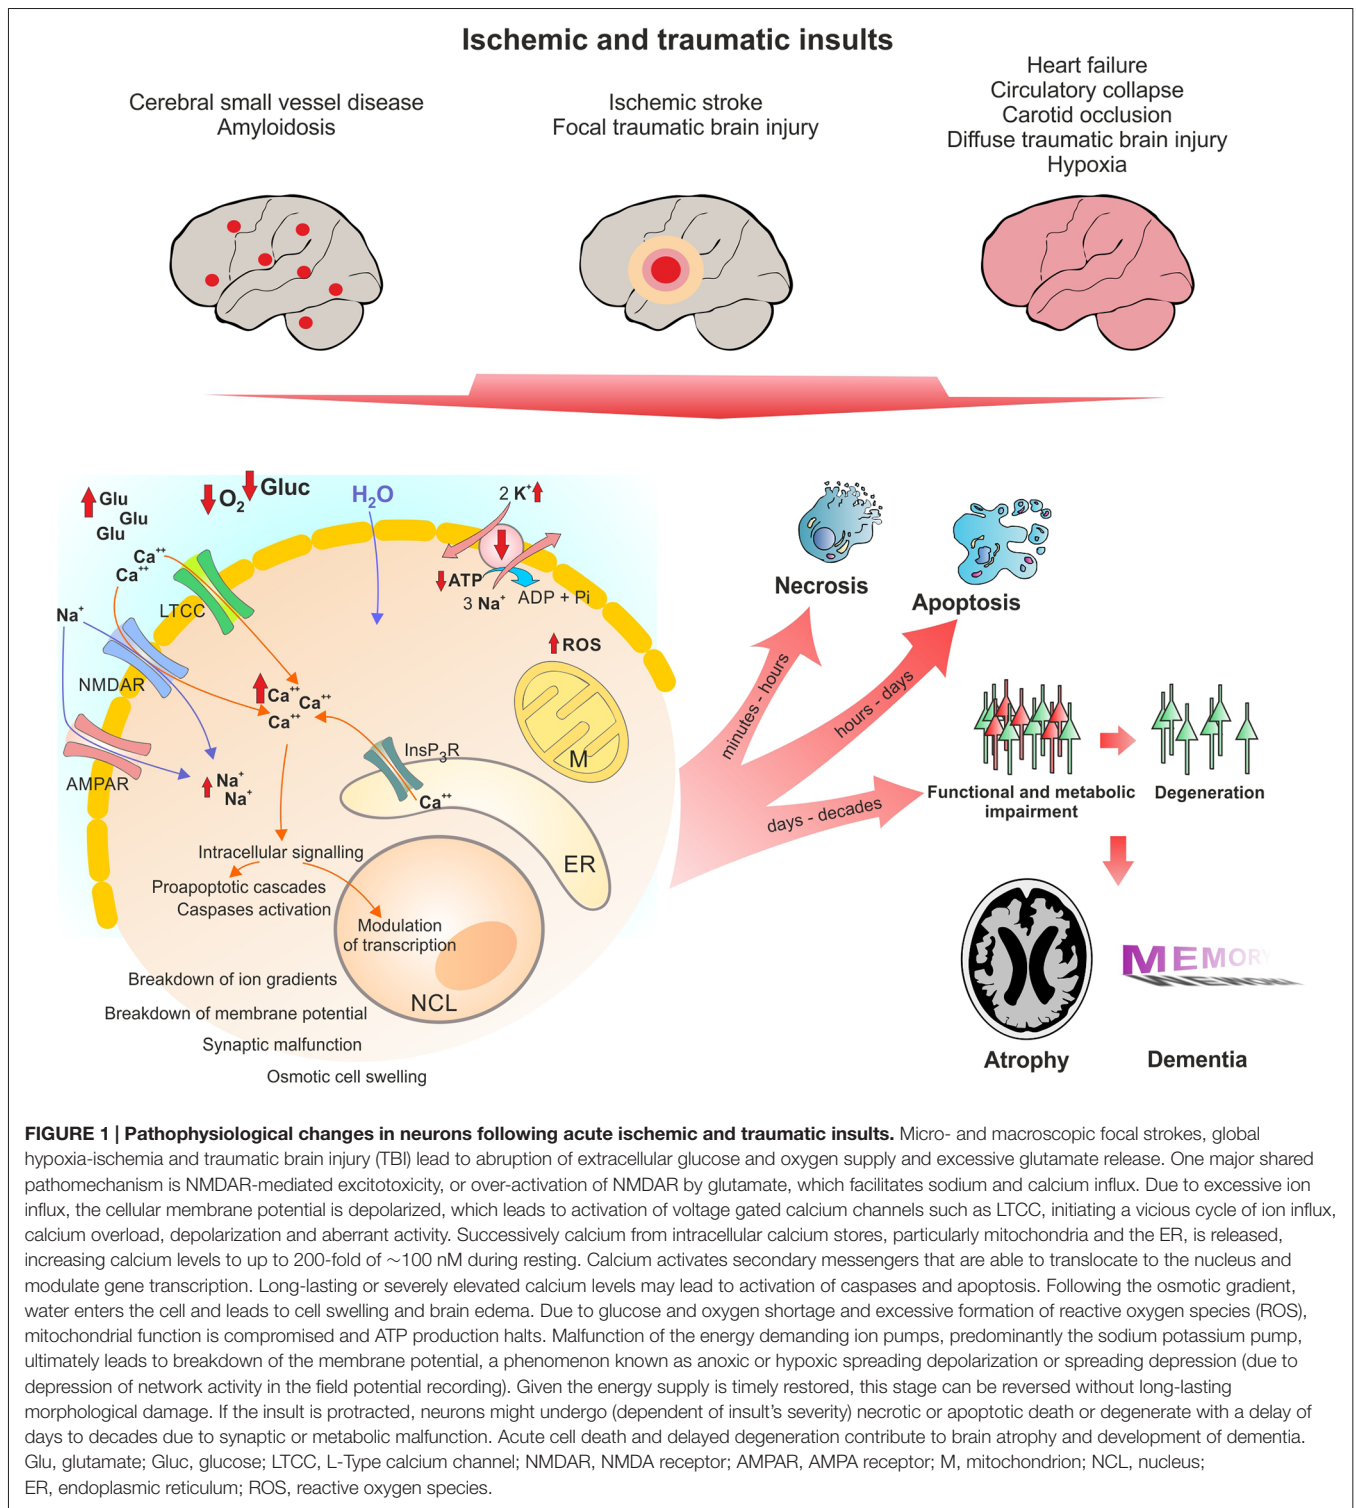 Ischemic and traumatic insults
Cerebral small vessel disease
Amyloidosis
Ischemic stroke
Focal traumatic brain injury
Heart failure
Circulatory collapse
Carotid occlusion
Diffuse traumatic brain injury
Hypoxia
Glu
Glu
Glu
O2
Gluc
H2O
2 K+
Ca++
Ca++
Na+
LTCC
NMDAR
AMPAR
ATP
3 Na+
ADP + Pi
ROS
M
Ca++
Ca++
Ca++
Na+
Na+
InsP3R
Ca++
ER
Intracellular signalling
Proapoptotic cascades
Caspases activation
Modulation
of transcription
NCL
Breakdown of ion gradients
Breakdown of membrane potential
Synaptic malfunction
Osmotic cell swelling
Necrosis
Apoptosis
minutes - hours
hours - days
days - decades
Functional and metabolic
impairment
Degeneration
MEMORY
Atrophy
Dementia
FIGURE 1 | Pathophysiological changes in neurons following acute ischemic and traumatic insults. Micro- and macroscopic focal strokes, global
hypoxia-ischemia and traumatic brain injury (TBI) lead to abruption of extracellular glucose and oxygen supply and excessive glutamate release. One major shared
pathomechanism is NMDAR-mediated excitotoxicity, or over-activation of NMDAR by glutamate, which facilitates sodium and calcium influx. Due to excessive ion
influx, the cellular membrane potential is depolarized, which leads to activation of voltage gated calcium channels such as LTCC, initiating a vicious cycle of ion influx,
calcium overload, depolarization and aberrant activity. Successively calcium from intracellular calcium stores, particularly mitochondria and the ER, is released,
increasing calcium levels to up to 200-fold of ∼100 nM during resting. Calcium activates secondary messengers that are able to translocate to the nucleus and
modulate gene transcription. Long-lasting or severely elevated calcium levels may lead to activation of caspases and apoptosis. Following the osmotic gradient,
water enters the cell and leads to cell swelling and brain edema. Due to glucose and oxygen shortage and excessive formation of reactive oxygen species (ROS),
mitochondrial function is compromised and ATP production halts. Malfunction of the energy demanding ion pumps, predominantly the sodium potassium pump,
ultimately leads to breakdown of the membrane potential, a phenomenon known as anoxic or hypoxic spreading depolarization or spreading depression (due to
depression of network activity in the field potential recording). Given the energy supply is timely restored, this stage can be reversed without long-lasting
morphological damage. If the insult is protracted, neurons might undergo (dependent of insult's severity) necrotic or apoptotic death or degenerate with a delay of
days to decades due to synaptic or metabolic malfunction. Acute cell death and delayed degeneration contribute to brain atrophy and development of dementia.
Glu, glutamate; Gluc, glucose; LTCC, L-Type calcium channel; NMDAR, NMDA receptor; AMPAR, AMPA receptor; M, mitochondrion; NCL, nucleus;
ER, endoplasmic reticulum; ROS, reactive oxygen species.